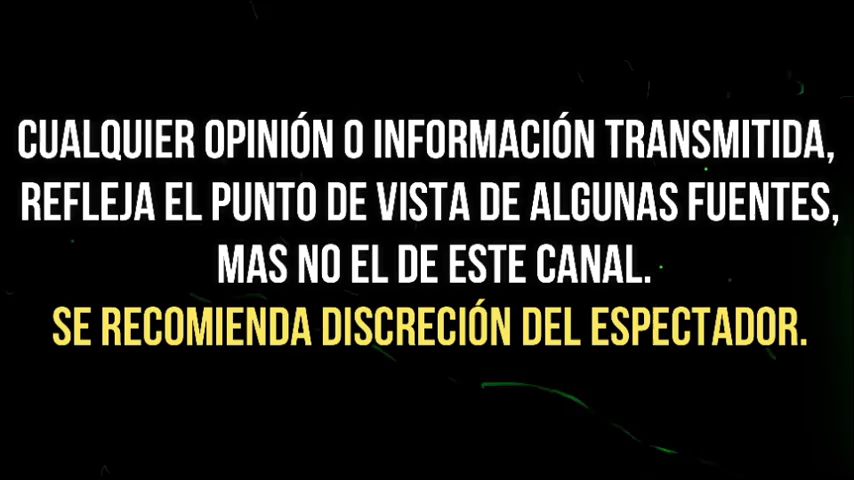 CUALQUIER OPINIÓN O INFORMACIÓN TRANSMITIDA,
REFLEJA EL PUNTO DE VISTA DE ALGUNAS FUENTES,
MAS NO EL DE ESTE CANAL.
SE RECOMIENDA DISCRECIÓN DEL ESPECTADOR.